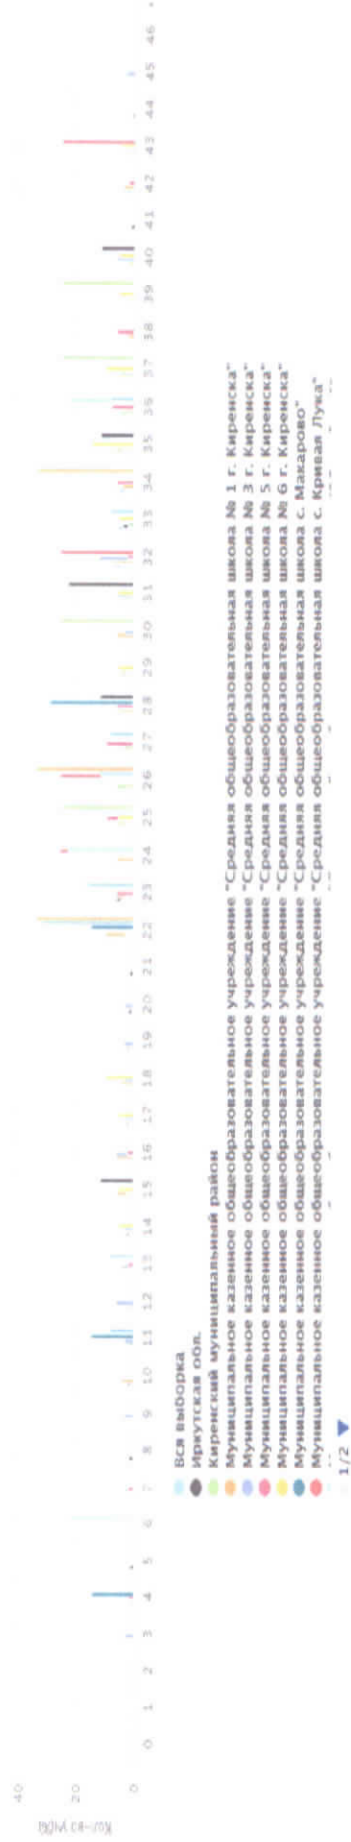 Кол-во уч(%)
40
20
0
0 1 2 3 4 5 6 7 8 9 10 11 12 13 14 15 16 17 18 19 20 21 22 23 24 25 26 27 28 29 30 31 32 33 34 35 36 37 38 39 40 41 42 43 44 45 46
Вся выборка
Иркутская обл.
Киренский муниципальный район
Муниципальное казенное общеобразовательное учреждение "Средняя общеобразовательная школа № 1 г. Киренска"
Муниципальное казенное общеобразовательное учреждение "Средняя общеобразовательная школа № 3 г. Киренска"
Муниципальное казенное общеобразовательное учреждение "Средняя общеобразовательная школа № 5 г. Киренска"
Муниципальное казенное общеобразовательное учреждение "Средняя общеобразовательная школа № 6 г. Киренска"
Муниципальное казенное общеобразовательное учреждение "Средняя общеобразовательная школа с. Макарово"
Муниципальное казенное общеобразовательное учреждение "Средняя общеобразовательная школа с. Кривая Лука"
1/2